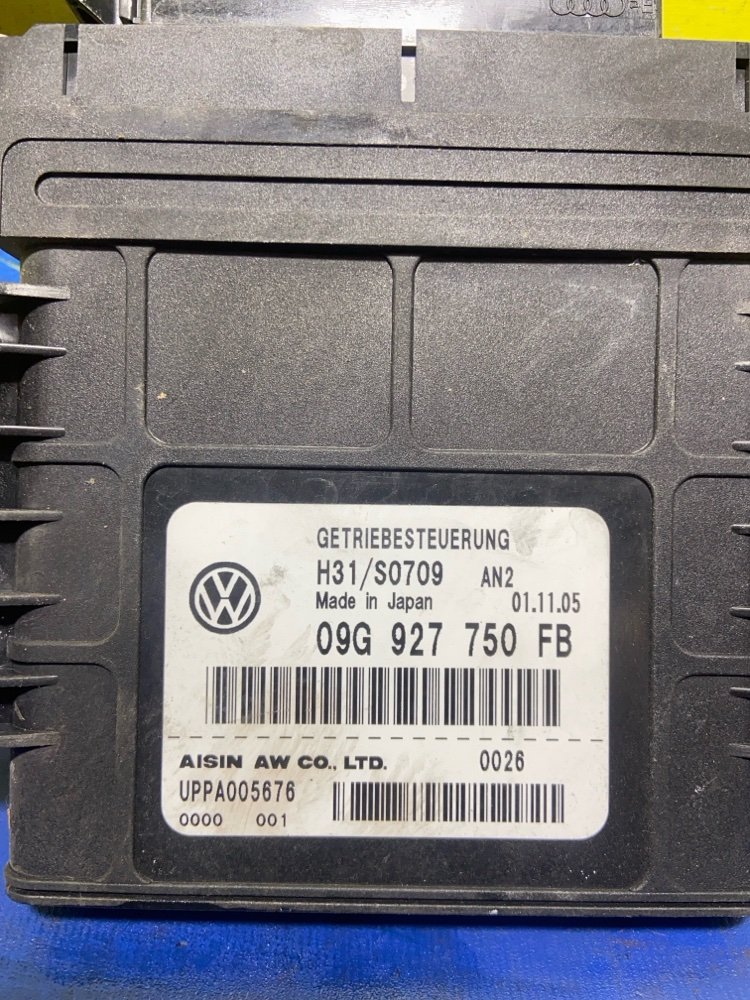 GETRIEBESTEUERUNG
H31/S0709 AN2
Made in Japan 01.11.05
09G 927 750 FB
AISIN AW CO., LTD. 0026
UPPA005676
0000 001